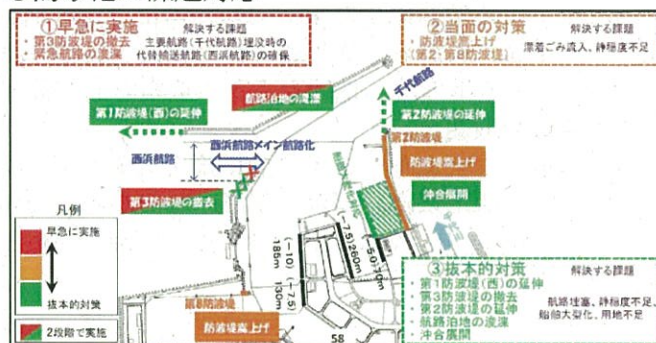 ①早急に実施
解決する課題
・第3防波堤の撤去
・緊急航路の浚渫
主要航路(千代航路)埋没時の
代替輸送航路(西浜航路)の確保
②当面の対策
解決する課題
・防波堤嵩上げ
(第2・第8防波堤)
漂着ごみ流入、静穏度不足
航路泊地の浚渫
千代航路
第1防波堤(西)の延伸
第2防波堤の延伸
西浜航路
西浜航路メイン航路化
第2防波堤
防波堤嵩上げ
第3防波堤の撤去
沖合展開
凡例
早急に実施
抜本的対策
2段階で実施
(-10)
185m
(-7.5)
130m
(-7.5)260m
(-5.0)70m
第8防波堤
防波堤嵩上げ
58
③抜本的対策
解決する課題
・第1防波堤(西)の延伸
・第3防波堤の撤去
・第2防波堤の延伸
・航路泊地の浚渫
・沖合展開
航路埋塞、静穏度不足、
船舶大型化、用地不足